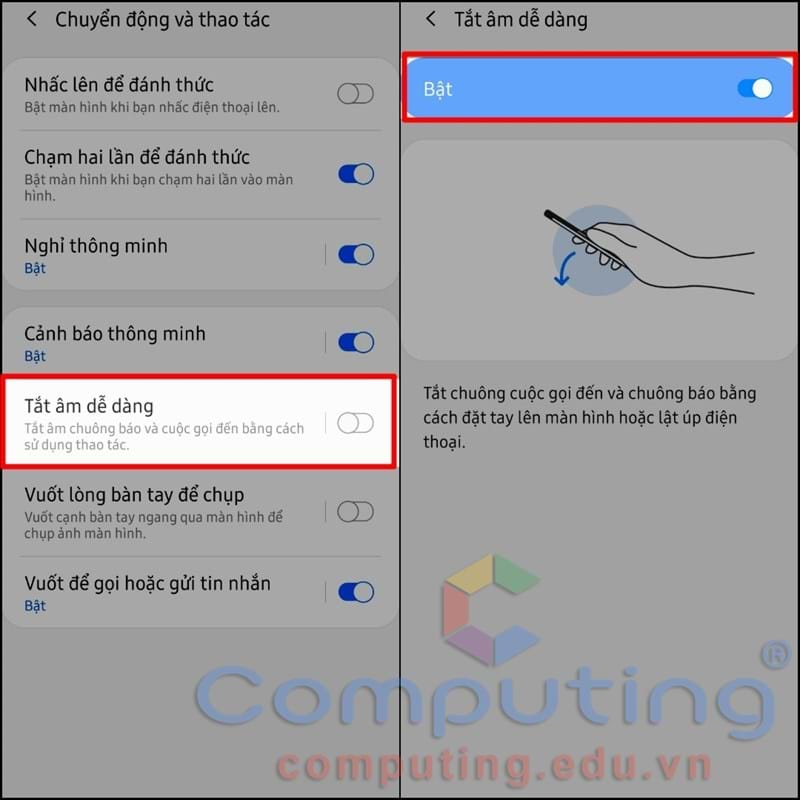 Chuyển động và thao tác
Nhấc lên để đánh thức
Bật màn hình khi bạn nhấc điện thoại lên.
Chạm hai lần để đánh thức
Bật màn hình khi bạn chạm hai lần vào màn
hình.
Nghỉ thông minh
Bật
Cảnh báo thông minh
Bật
Tắt âm dễ dàng
Tắt âm chuông báo và cuộc gọi đến bằng cách
sử dụng thao tác.
Vuốt lòng bàn tay để chụp
Vuốt cạnh bàn tay ngang qua màn hình để
chụp ảnh màn hình.
Vuốt để gọi hoặc gửi tin nhắn
Bật
Tắt âm dễ dàng
Bật
Tắt chuông cuộc gọi đến và chuông báo bằng
cách đặt tay lên màn hình hoặc lật úp điện
thoại.
Computing®
computing.edu.vn